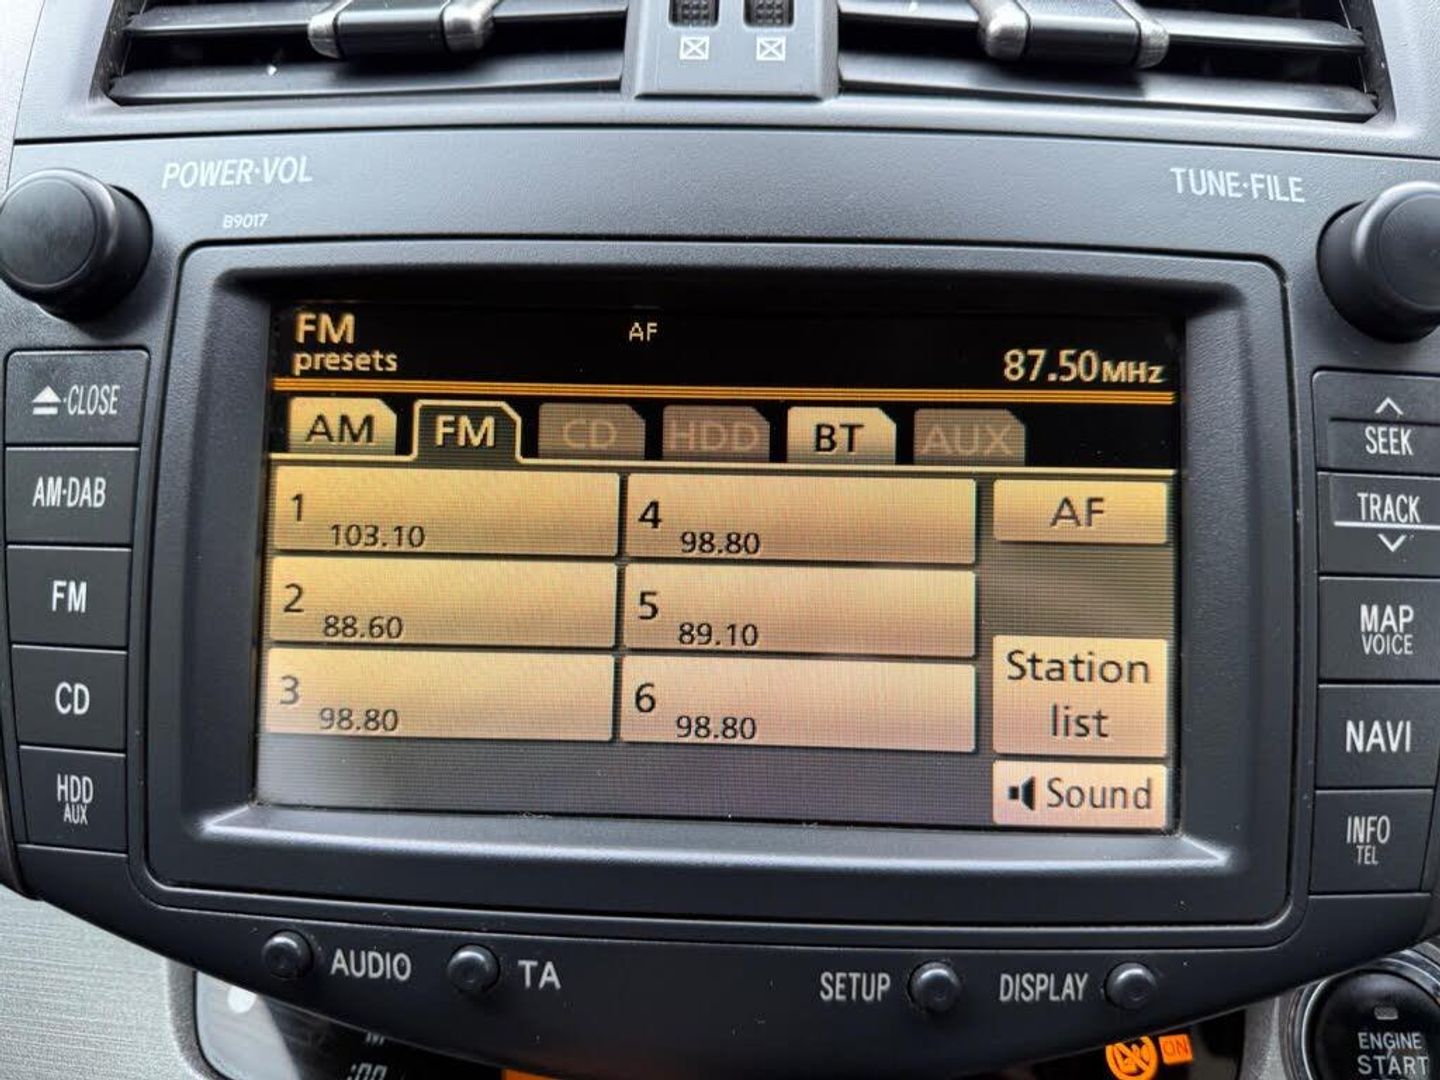 POWER·VOL
B9017
TUNE·FILE
FM
presets
AF
87.50MHz
AM
FM
CD
HDD
BT
AUX
1
103.10
2
88.60
3
98.80
4
98.80
5
89.10
6
98.80
AF
Station
list
Sound
·CLOSE
AM·DAB
FM
CD
HDD
AUX
SEEK
TRACK
MAP
VOICE
NAVI
INFO
TEL
AUDIO
TA
SETUP
DISPLAY
:00
ON
ENGINE
START